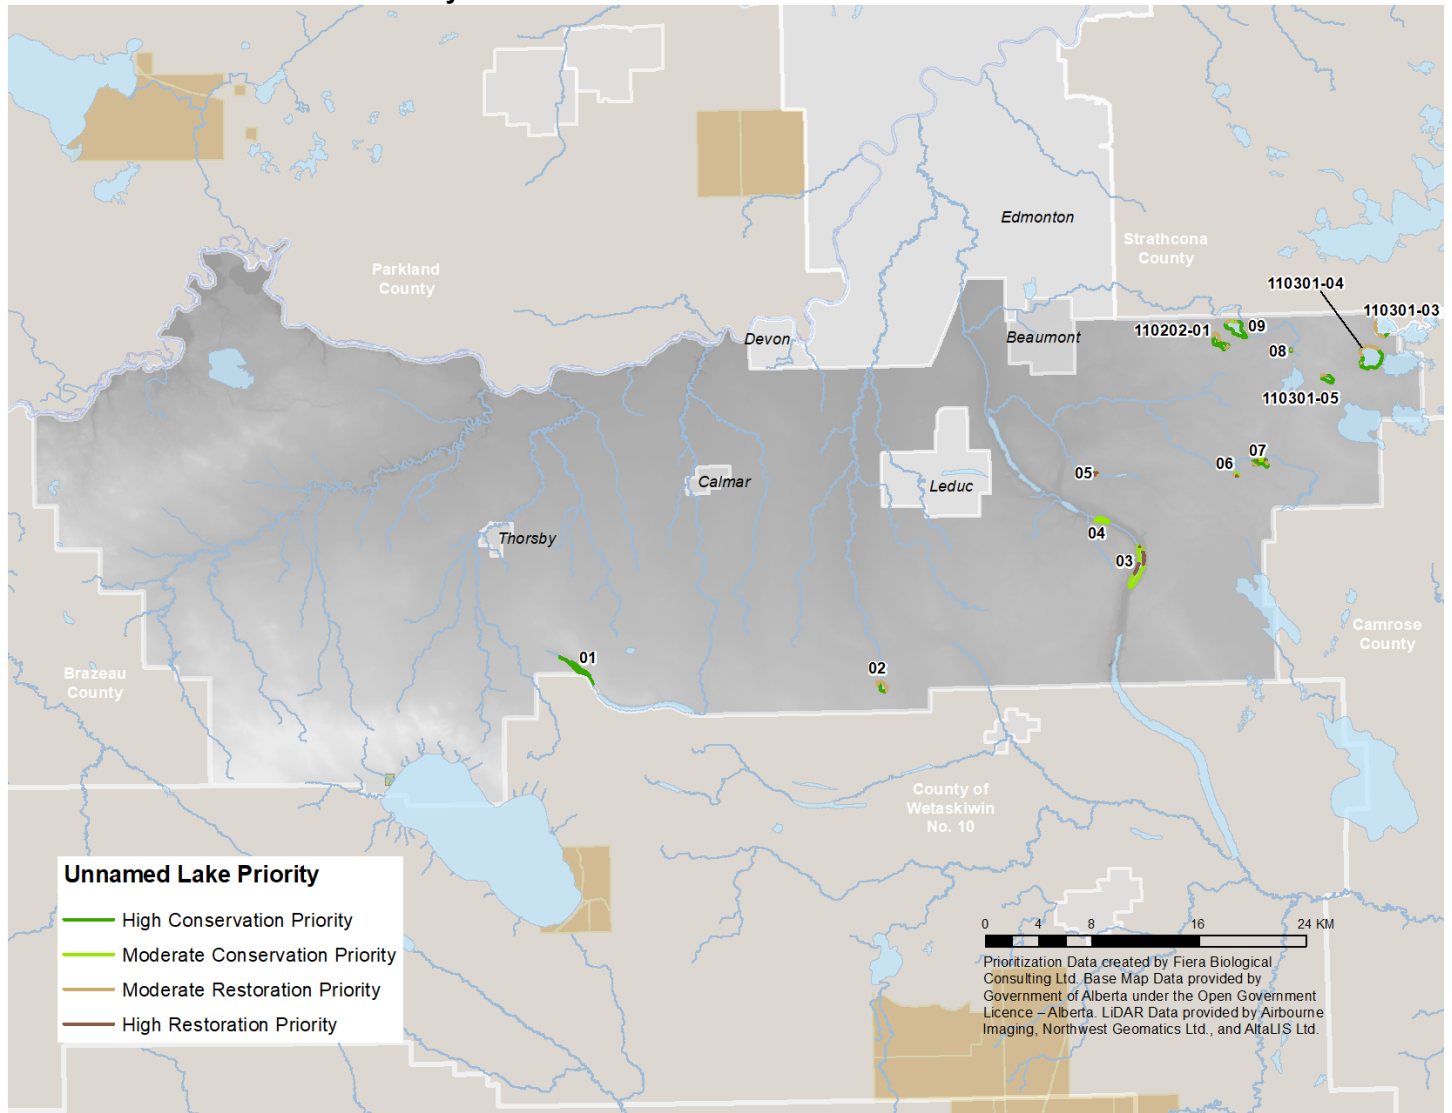 Edmonton
Strathcona
County
Parkland
County
110301-04
110301-03
Devon
Beaumont
110202-01
09
08
110301-05
07
06
05
Calmar
Leduc
04
Thorsby
03
Camrose
County
01
02
Brazeau
County
County of
Wetaskiwin
No. 10
Unnamed Lake Priority
High Conservation Priority
Moderate Conservation Priority
Moderate Restoration Priority
High Restoration Priority
0 4 8 16 24 KM
Prioritization Data created by Fiera Biological
Consulting Ltd. Base Map Data provided by
Government of Alberta under the Open Government
Licence – Alberta. LiDAR Data provided by Airbourne
Imaging, Northwest Geomatics Ltd., and AltaLIS Ltd.